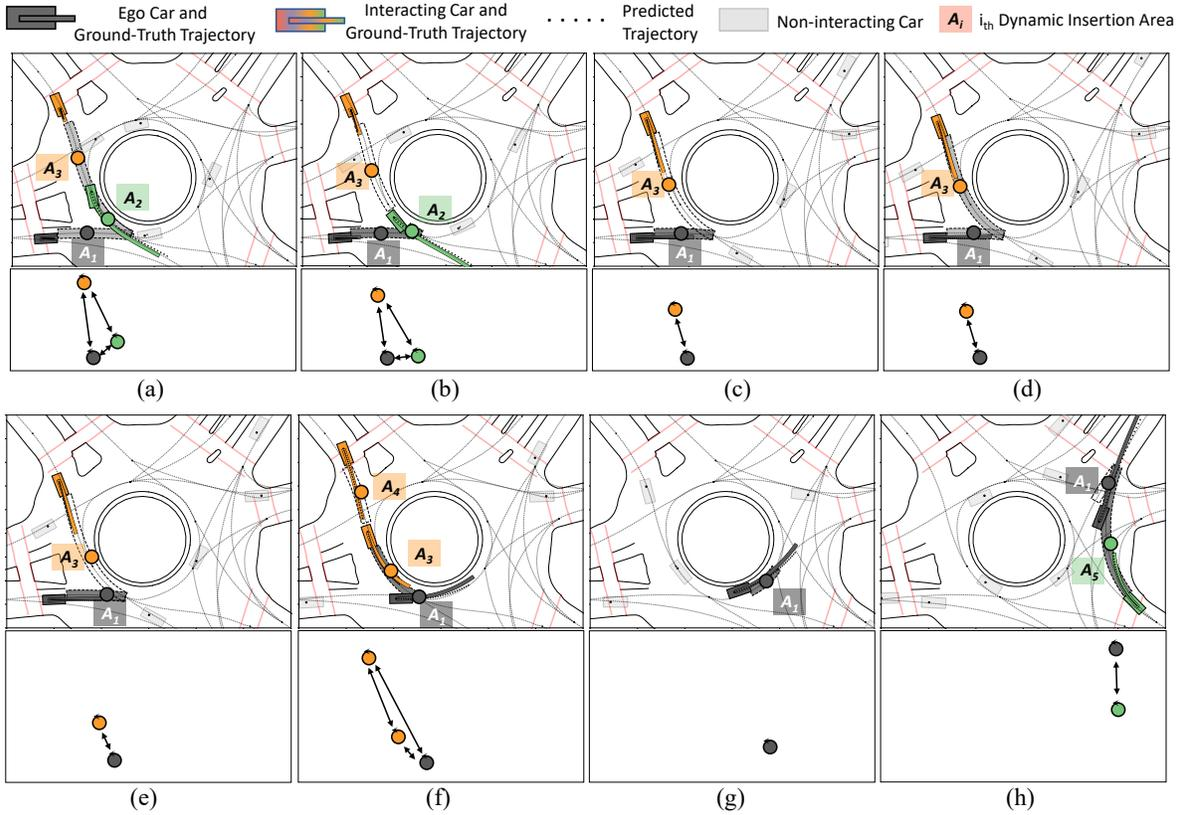 Ego Car and
Ground-Truth Trajectory
Interacting Car and
Ground-Truth Trajectory
Predicted
Trajectory
Non-interacting Car
Ai
ith Dynamic Insertion Area
A3
A2
A1
A3
A2
A1
A3
A1
A3
A1
(a)
(b)
(c)
(d)
A3
A1
A4
A3
A1
A1
A1
A5
(e)
(f)
(g)
(h)